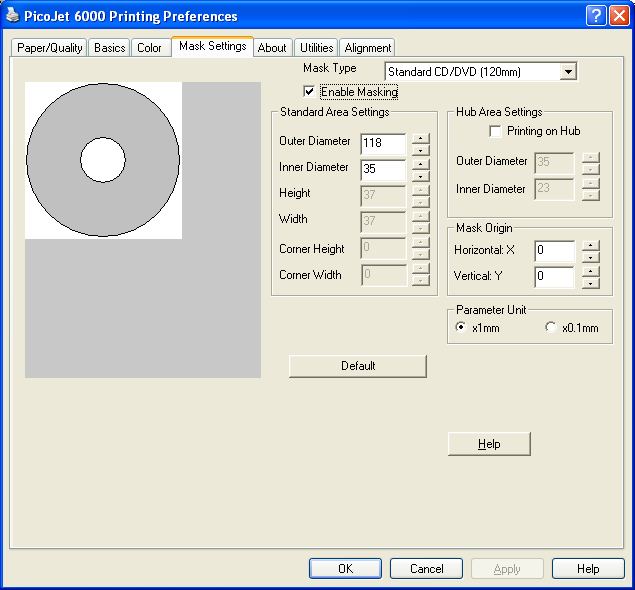 PicoJet 6000 Printing Preferences
Paper/Quality Basics Color Mask Settings About Utilities Alignment
Mask Type Standard CD/DVD (120mm)
Enable Masking
Standard Area Settings
Outer Diameter 118
Inner Diameter 35
Height 37
Width 37
Corner Height 0
Corner Width 0
Hub Area Settings
Printing on Hub
Outer Diameter 35
Inner Diameter 23
Mask Origin
Horizontal: X 0
Vertical: Y 0
Parameter Unit
x1mm x0.1mm
Default
Help
OK Cancel Apply Help